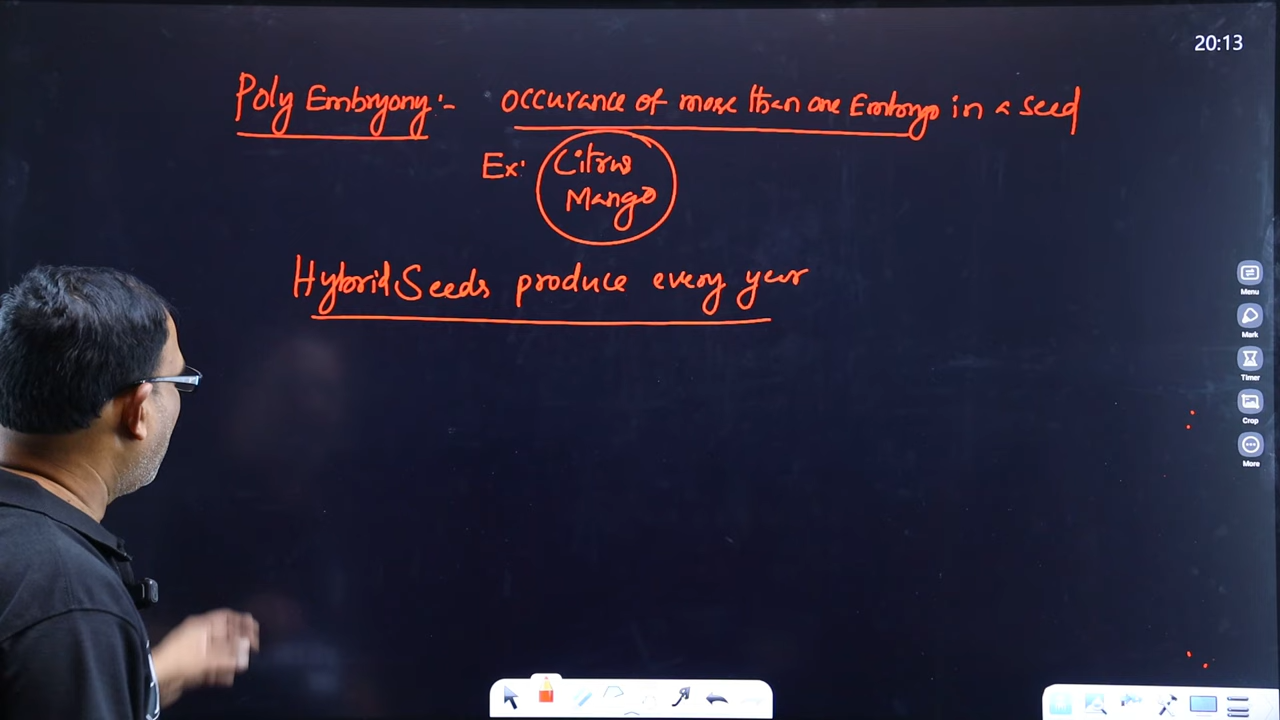 20:13
Poly Embryony:- occurance of more than one Embryo in a seed
Ex: Citrus
Mango
Hybrid Seeds produce every year
Menu
Mark
Timer
Crop
More